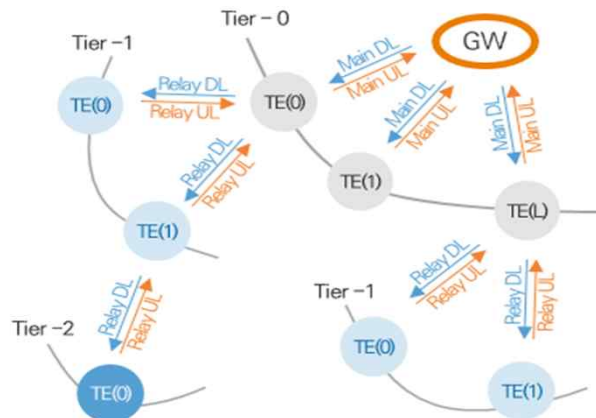 Tier –0
GW
Tier –1
TE(0)
Relay DL
Relay UL
TE(0)
Main DL
Main UL
Main DL
Main UL
Main DL
Main UL
Relay DL
Relay UL
TE(1)
TE(1)
TE(L)
Relay DL
Relay UL
Relay DL
Relay UL
Relay DL
Relay UL
Tier –1
Tier –2
TE(0)
TE(0)
TE(1)